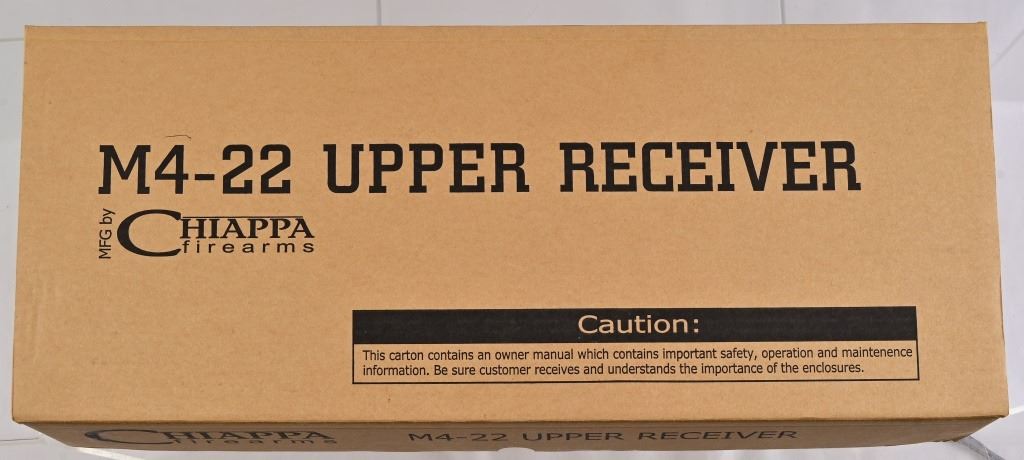 M4-22 UPPER RECEIVER
MFG by
CHIAPPA
firearms
Caution:
This carton contains an owner manual which contains important safety, operation and maintenence
information. Be sure customer receives and understands the importance of the enclosures.
CHIAPPA
firearms
M4-22 UPPER RECEIVER